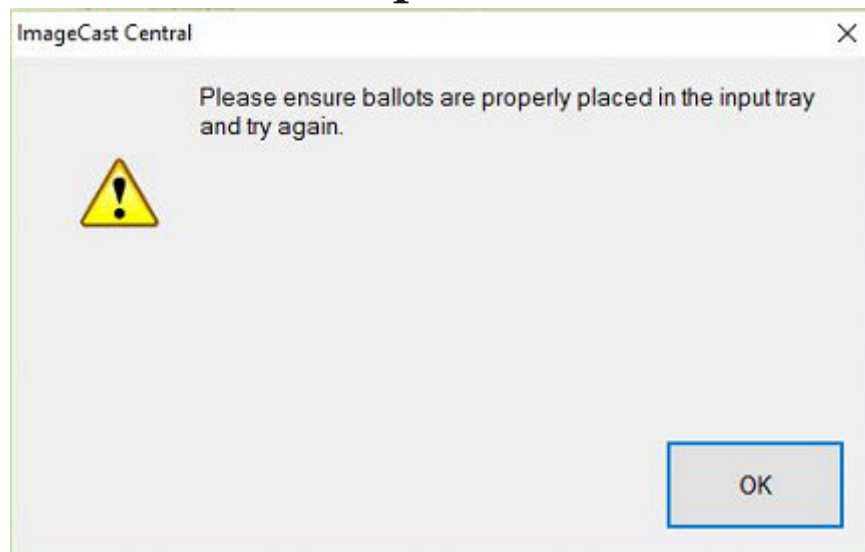 ImageCast Central
Please ensure ballots are properly placed in the input tray
and try again.
OK